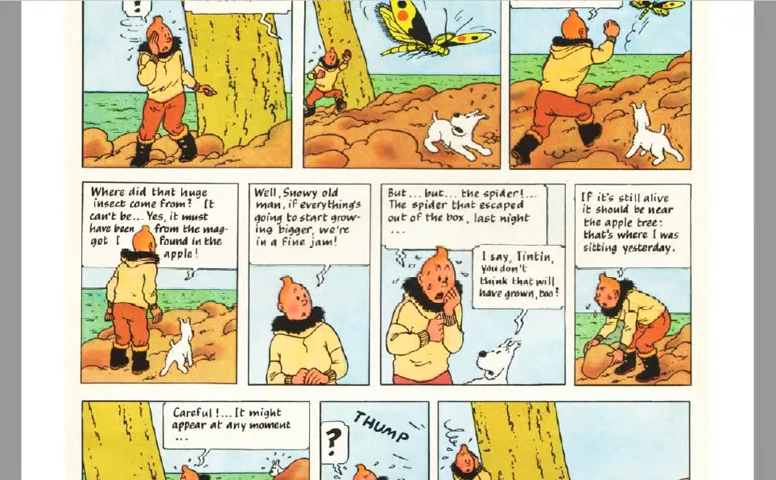 !
Where did that huge
insect come from? It
can't be... Yes, it must
have been from the mag-
got I found in the
apple!
Well, Snowy old
man, if everything's
going to start grow-
ing bigger, we're
in a fine jam!
But... but... the spider!...
The spider that escaped
out of the box, last night
...
I say, Tintin,
you don't
think that will
have grown, too?
If it's still alive
it should be near
the apple tree:
that's where I was
sitting yesterday.
Careful!... It might
appear at any moment
...
?
THUMP